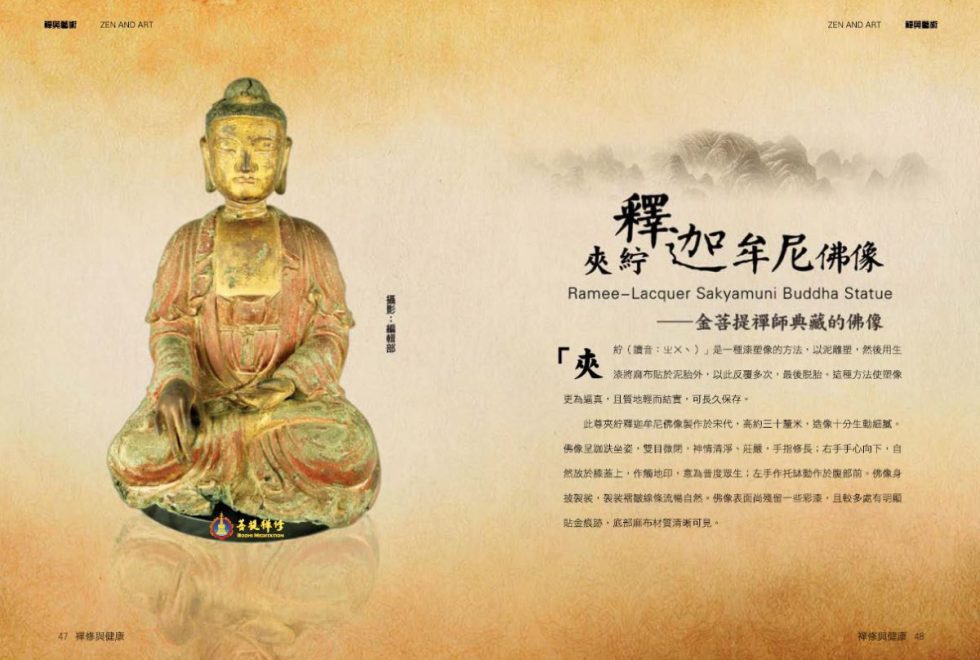 禪與藝術 ZEN AND ART
ZEN AND ART 禪與藝術
攝影：編輯部
菩提禪修
BODHI MEDITATION
夾紵釋迦牟尼佛像
Ramee-Lacquer Sakyamuni Buddha Statue
——金菩提禪師典藏的佛像
「夾紵（讀音：ㄓㄨˋ）」是一種漆塑像的方法，以泥雕塑，然後用生
漆將麻布貼於泥胎外，以此反覆多次，最後脫胎。這種方法使塑像
更為逼真，且質地輕而結實，可長久保存。
此尊夾紵釋迦牟尼佛像製作於宋代，高約三十釐米，造像十分生動細膩。
佛像呈跏趺坐姿，雙目微閉，神情清淨、莊嚴，手指修長；右手手心向下，自
然放於膝蓋上，作觸地印，意為普度眾生；左手作托缽動作於腹部前。佛像身
披袈裟，袈裟褶皺線條流暢自然。佛像表面尚殘留一些彩漆，且較多處有明顯
貼金痕跡，底部麻布材質清晰可見。
47 禪修與健康
禪修與健康 48